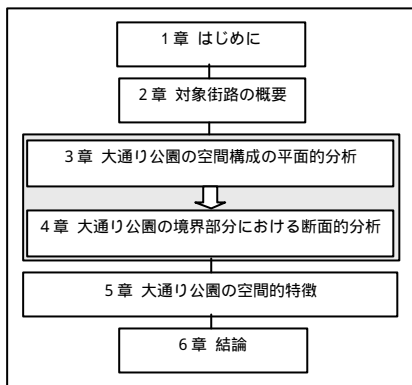 1章 はじめに
2章 対象街路の概要
3章 大通り公園の空間構成の平面的分析
4章 大通り公園の境界部分における断面的分析
5章 大通り公園の空間的特徴
6章 結論